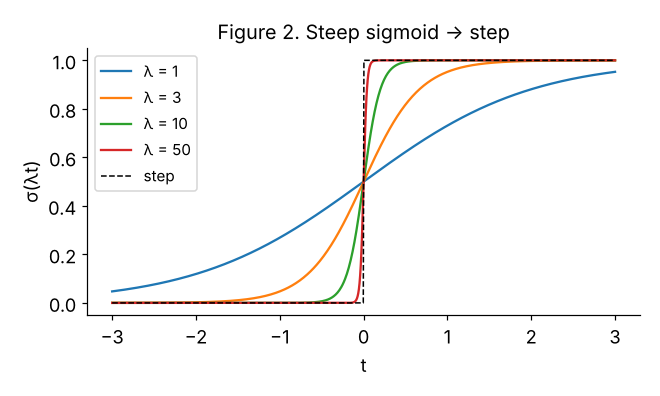 Figure 2. Steep sigmoid → step
λ = 1
λ = 3
λ = 10
λ = 50
step
σ(λt)
1.0
0.8
0.6
0.4
0.2
0.0
−3 −2 −1 0 1 2 3
t